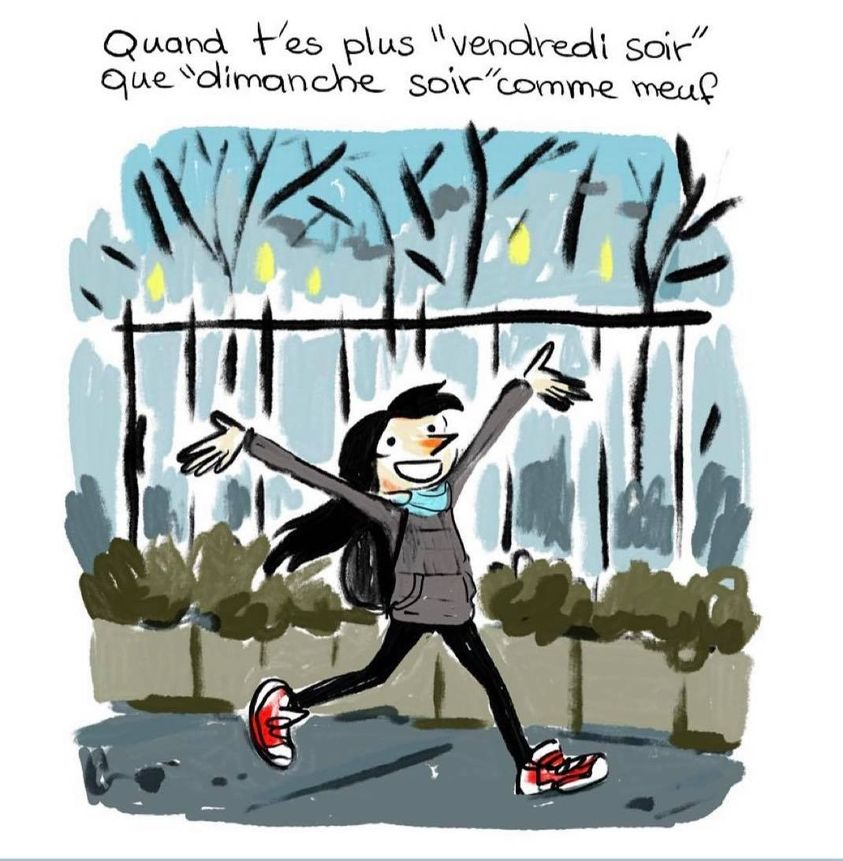 Quand t'es plus "vendredi soir"
que "dimanche soir" comme meuf